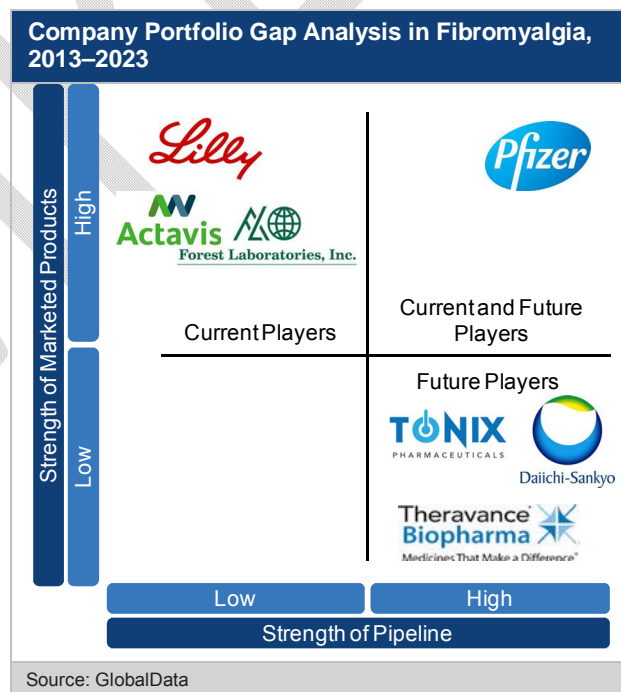 Company Portfolio Gap Analysis in Fibromyalgia,
2013–2023
Strength of Marketed Products
High
Low
Lilly
Pfizer
Actavis
Forest Laboratories, Inc.
Current Players
Current and Future
Players
Future Players
TONIX
PHARMACEUTICALS
Daiichi-Sankyo
Theravance
Biopharma
Medicines That Make a Difference®
Low
High
Strength of Pipeline
Source: GlobalData